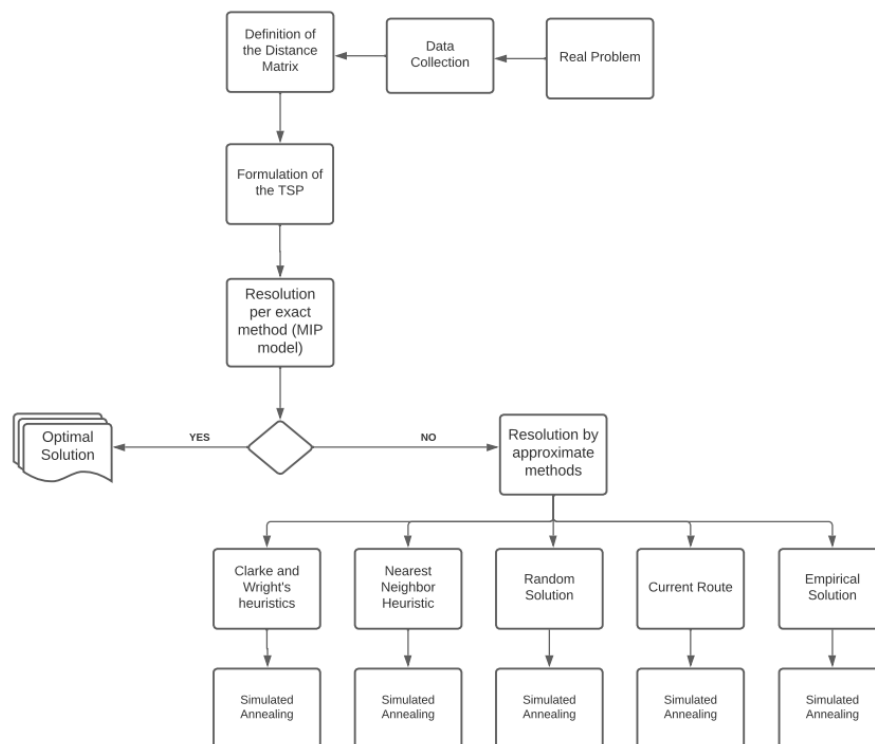 Definition of
the Distance
Matrix
Data
Collection
Real Problem
Formulation of
the TSP
Resolution
per exact
method (MIP
model)
Optimal
Solution
YES
NO
Resolution by
approximate
methods
Clarke and
Wright's
heuristics
Nearest
Neighbor
Heuristic
Random
Solution
Current Route
Empirical
Solution
Simulated
Annealing
Simulated
Annealing
Simulated
Annealing
Simulated
Annealing
Simulated
Annealing